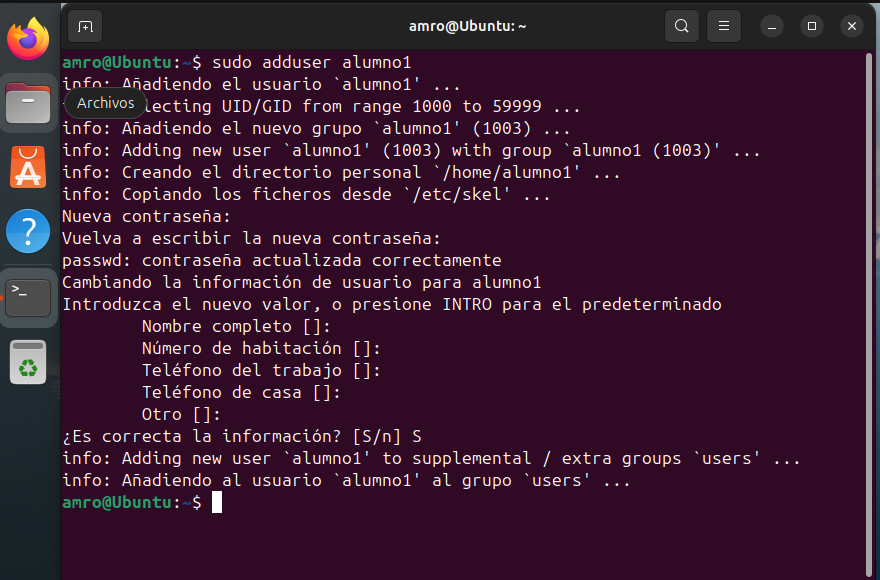 amro@Ubuntu: ~
amro@Ubuntu:~$ sudo adduser alumno1
info: Añadiendo el usuario `alumno1' ...
Archivos
lecting UID/GID from range 1000 to 59999 ...
info: Añadiendo el nuevo grupo `alumno1' (1003) ...
info: Adding new user `alumno1' (1003) with group `alumno1 (1003)' ...
info: Creando el directorio personal `/home/alumno1' ...
info: Copiando los ficheros desde `/etc/skel' ...
Nueva contraseña:
Vuelva a escribir la nueva contraseña:
passwd: contraseña actualizada correctamente
Cambiando la información de usuario para alumno1
Introduzca el nuevo valor, o presione INTRO para el predeterminado
Nombre completo []:
Número de habitación []:
Teléfono del trabajo []:
Teléfono de casa []:
Otro []:
¿Es correcta la información? [S/n] S
info: Adding new user `alumno1' to supplemental / extra groups `users' ...
info: Añadiendo al usuario `alumno1' al grupo `users' ...
amro@Ubuntu:~$